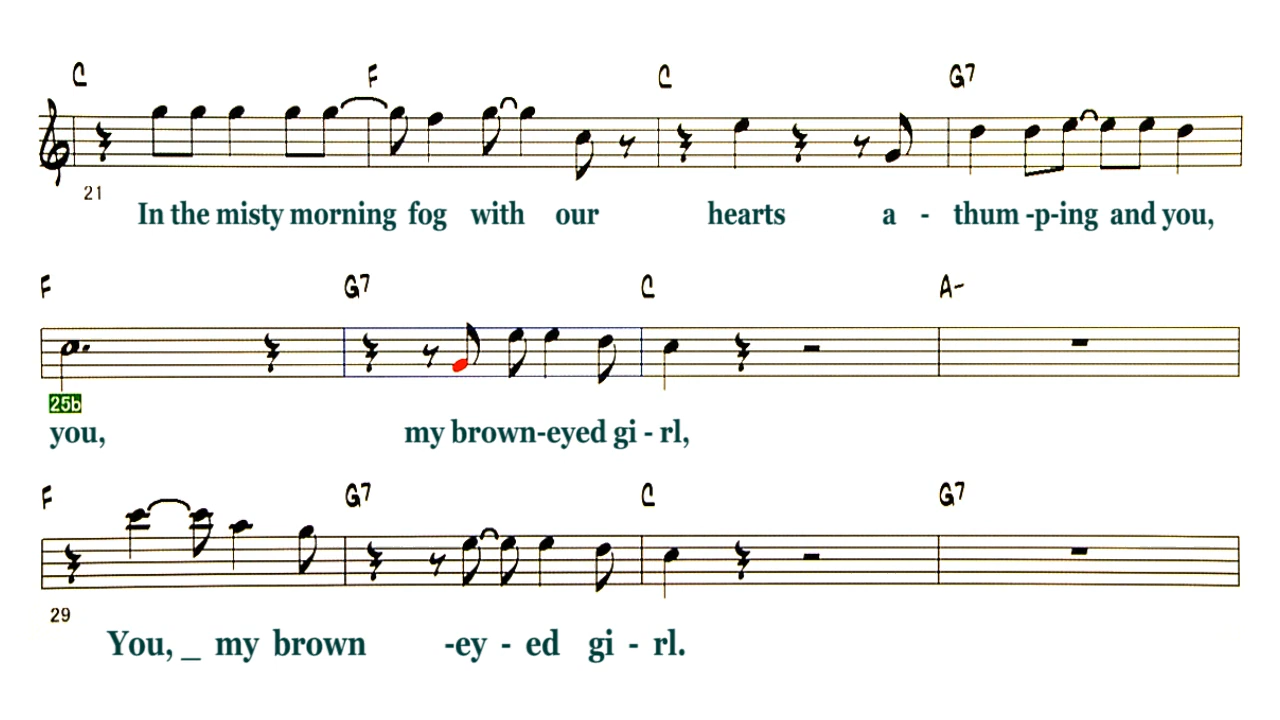 C F C G7
21
In the misty morning fog with our hearts a - thum -p-ing and you,
F G7 C A-
25b
you, my brown-eyed gi - rl,
F G7 C G7
29
You, _ my brown -ey - ed gi - rl.